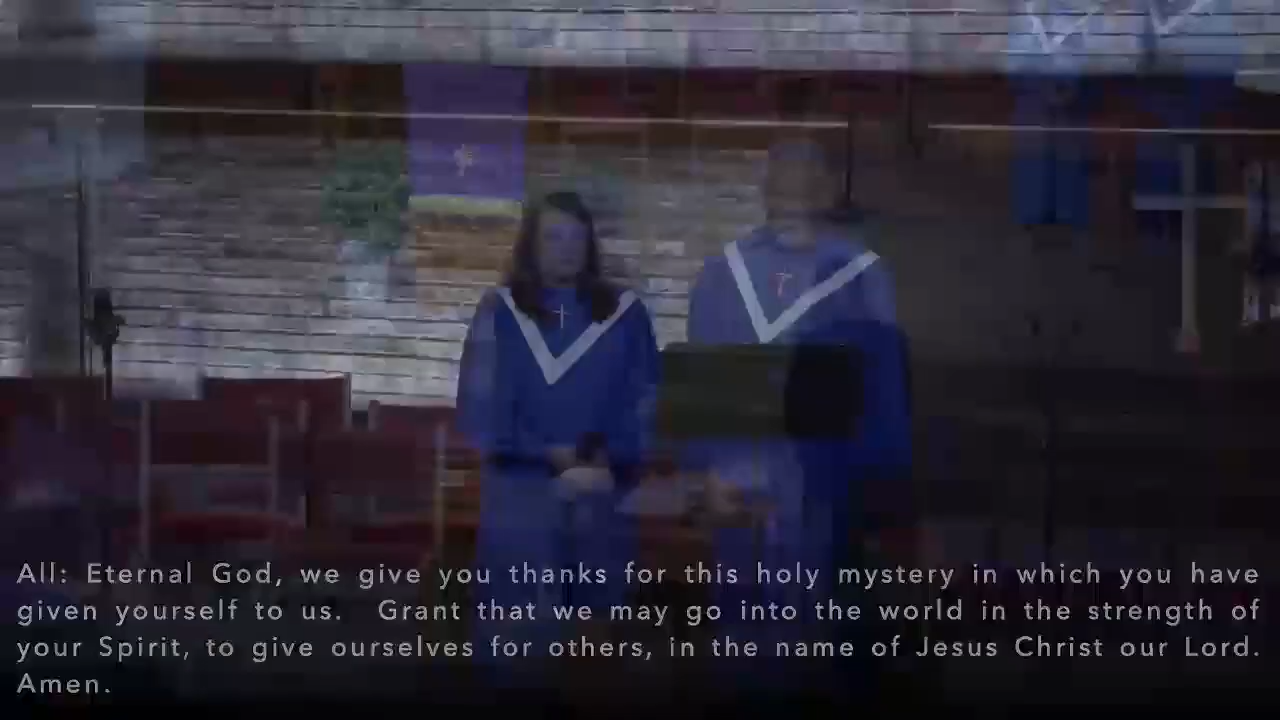 All: Eternal God, we give you thanks for this holy mystery in which you have
given yourself to us. Grant that we may go into the world in the strength of
your Spirit, to give ourselves for others, in the name of Jesus Christ our Lord.
Amen.